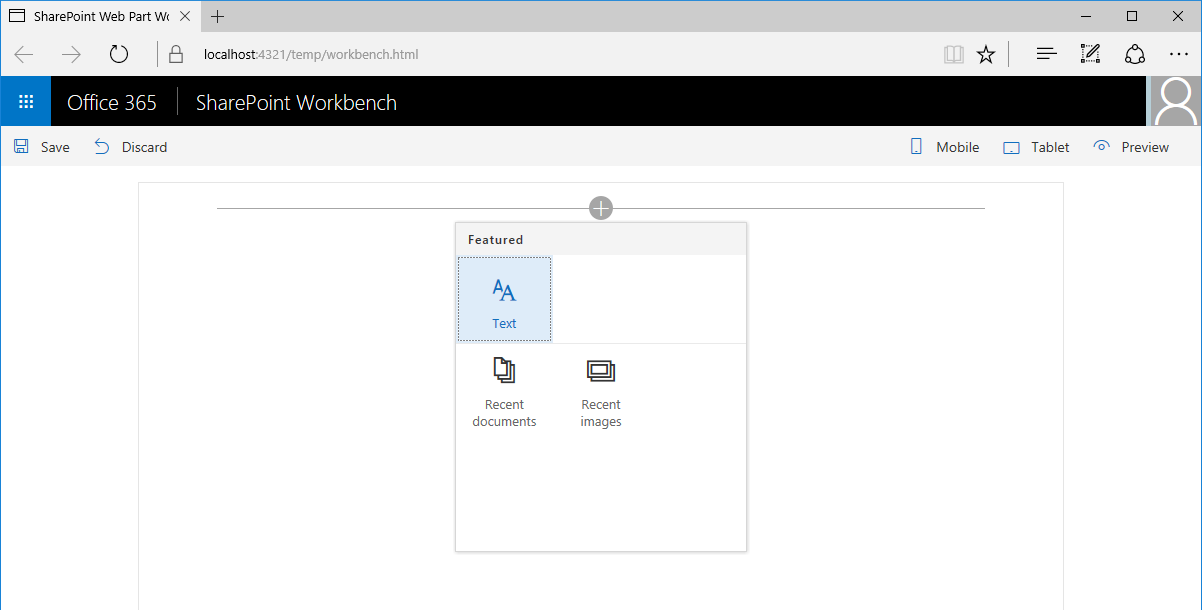 SharePoint Web Part Wo
localhost:4321/temp/workbench.html
Office 365 SharePoint Workbench
Save Discard Mobile Tablet Preview
Featured
Text
Recent documents
Recent images